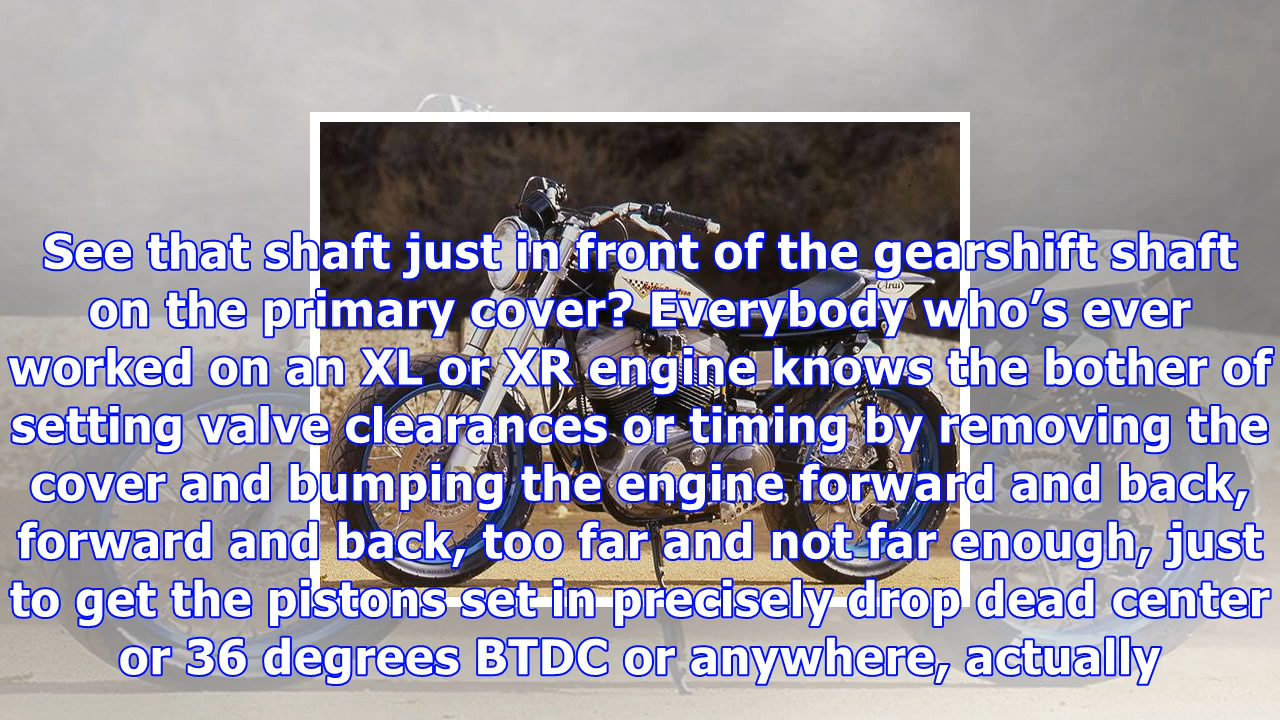 See that shaft just in front of the gearshift shaft
on the primary cover? Everybody who’s ever
worked on an XL or XR engine knows the bother of
setting valve clearances or timing by removing the
cover and bumping the engine forward and back,
forward and back, too far and not far enough, just
to get the pistons set in precisely drop dead center
or 36 degrees BTDC or anywhere, actually
Harley-Davidson
Arai